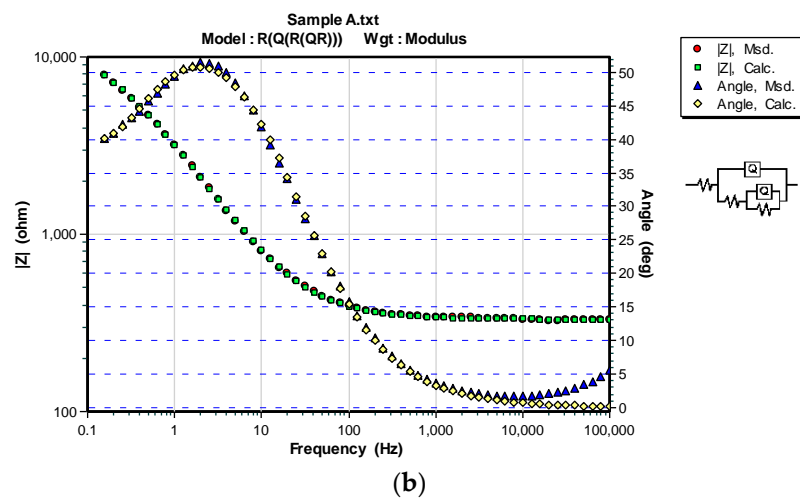 Sample A.txt
Model : R(Q(R(QR)))     Wgt : Modulus
|Z|, Msd.
|Z|, Calc.
Angle, Msd.
Angle, Calc.
10,000
1,000
100
|Z| (ohm)
50
45
40
35
30
25
20
15
10
5
0
Angle (deg)
0.1 1 10 100 1,000 10,000 100,000
Frequency (Hz)
Q
Q
(b)